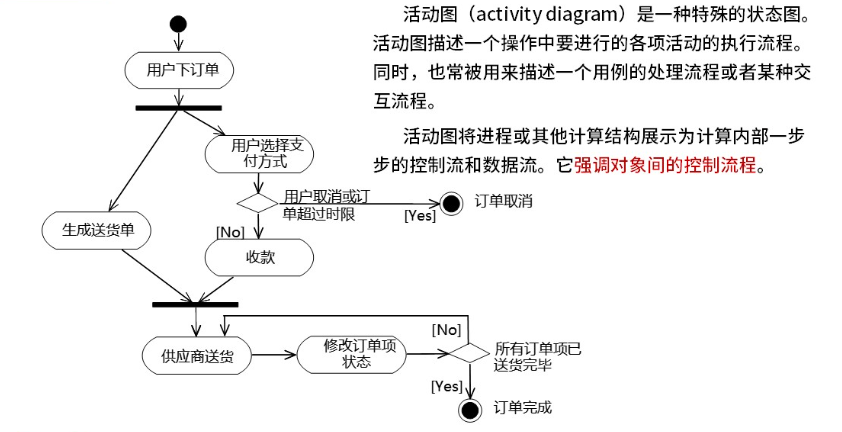 活动图（activity diagram）是一种特殊的状态图。
活动图描述一个操作中要进行的各项活动的执行流程。
同时，也常被用来描述一个用例的处理流程或者某种交
互流程。
活动图将进程或其他计算结构展示为计算内部一步
步的控制流和数据流。它强调对象间的控制流程。
用户下订单
用户选择支
付方式
用户取消或订
单超过时限
[Yes]
订单取消
生成送货单
[No]
收款
[No]
供应商送货
修改订单项
状态
所有订单项已
送货完毕
[Yes]
订单完成